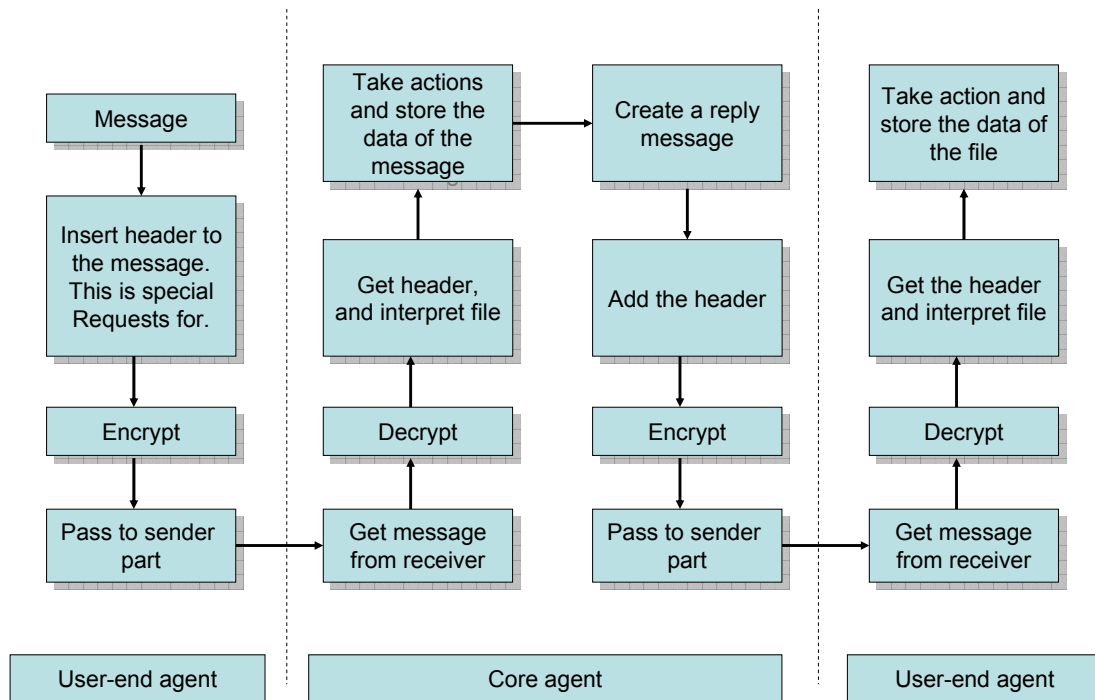 Message
Insert header to
the message.
This is special
Requests for.
Encrypt
Pass to sender
part
Get message
from receiver
Decrypt
Get header,
and interpret file
Take actions
and store the
data of the
message
Create a reply
message
Add the header
Encrypt
Pass to sender
part
Get message
from receiver
Decrypt
Get the header
and interpret file
Take action and
store the data of
the file
User-end agent
Core agent
User-end agent